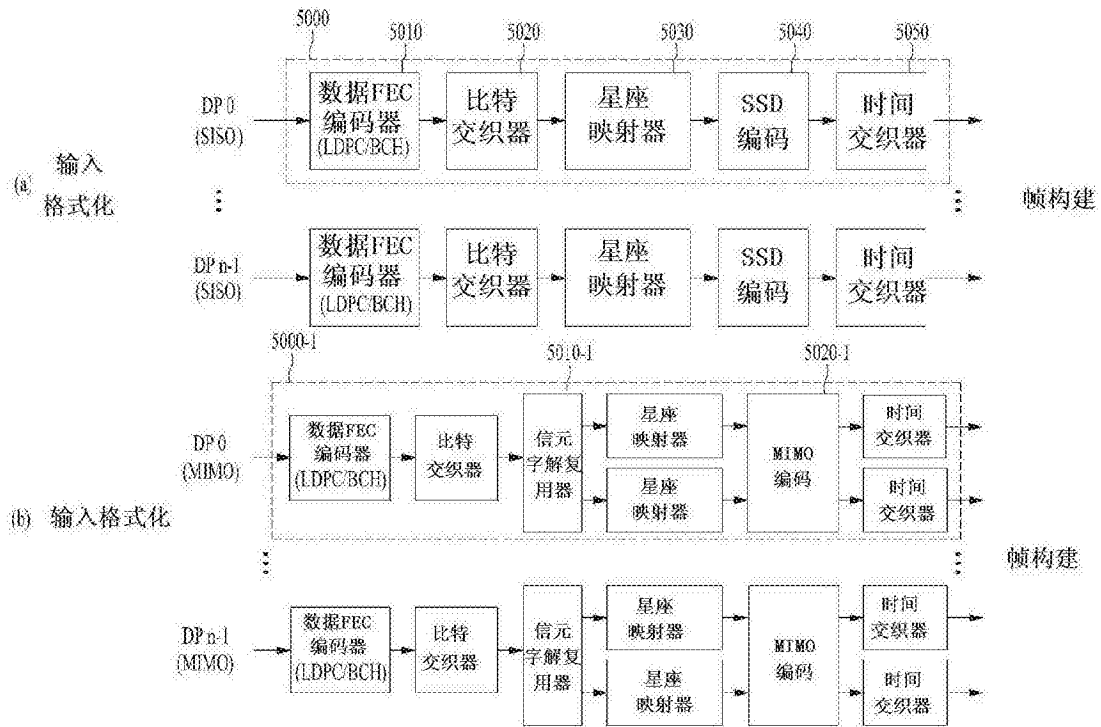 5000
5010
5020
5030
5040
5050
DP 0
(SISO)
数据FEC
编码器
(LDPC/BCH)
比特
交织器
星座
映射器
SSD
编码
时间
交织器
(a)
输入
格式化
帧构建
DP n-1
(SISO)
数据FEC
编码器
(LDPC/BCH)
比特
交织器
星座
映射器
SSD
编码
时间
交织器
5000-1
5010-1
5020-1
DP 0
(MIMO)
数据FEC
编码器
(LDPC/BCH)
比特
交织器
信元
字解复
用器
星座
映射器
星座
映射器
MIMO
编码
时间
交织器
时间
交织器
(b)
输入格式化
帧构建
DP n-1
(MIMO)
数据FEC
编码器
(LDPC/BCH)
比特
交织器
信元
字解复
用器
星座
映射器
星座
映射器
MIMO
编码
时间
交织器
时间
交织器